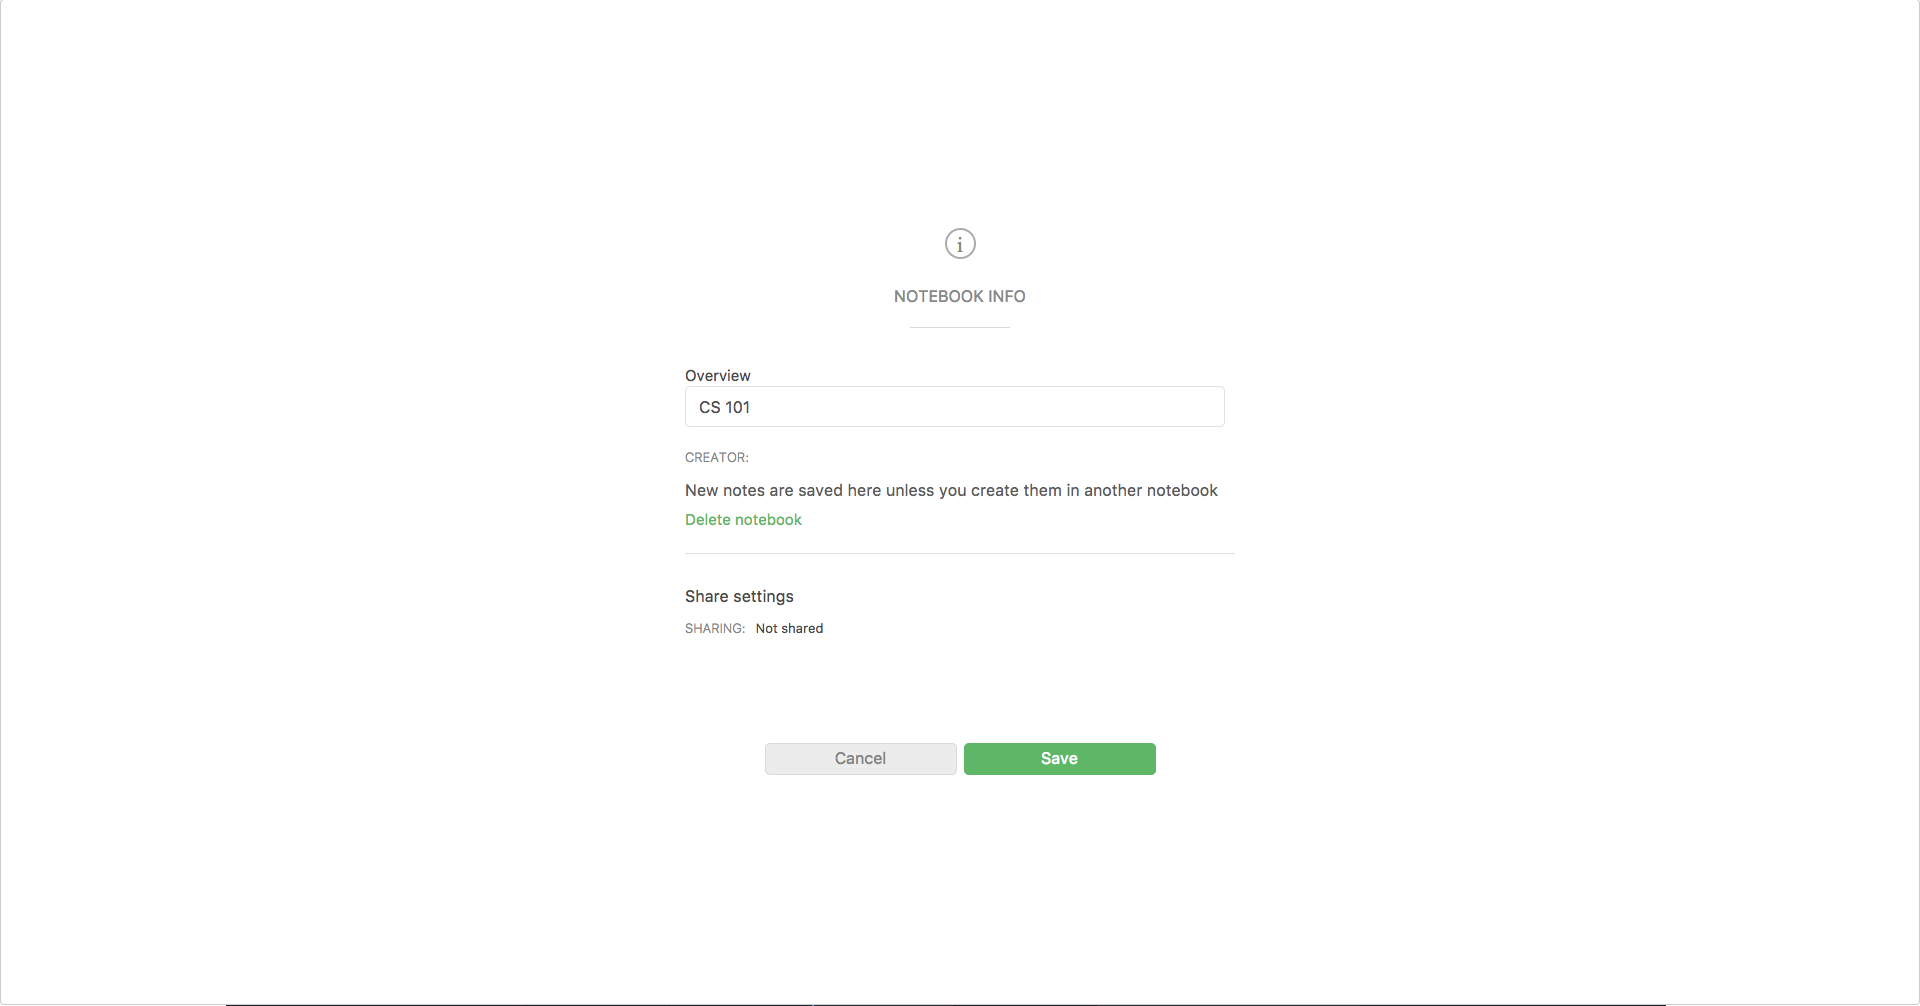 i
NOTEBOOK INFO
Overview
CS 101
CREATOR:
New notes are saved here unless you create them in another notebook
Delete notebook
Share settings
SHARING: Not shared
Cancel Save